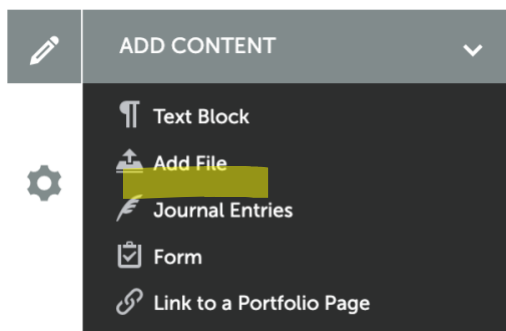 ADD CONTENT
Text Block
Add File
Journal Entries
Form
Link to a Portfolio Page